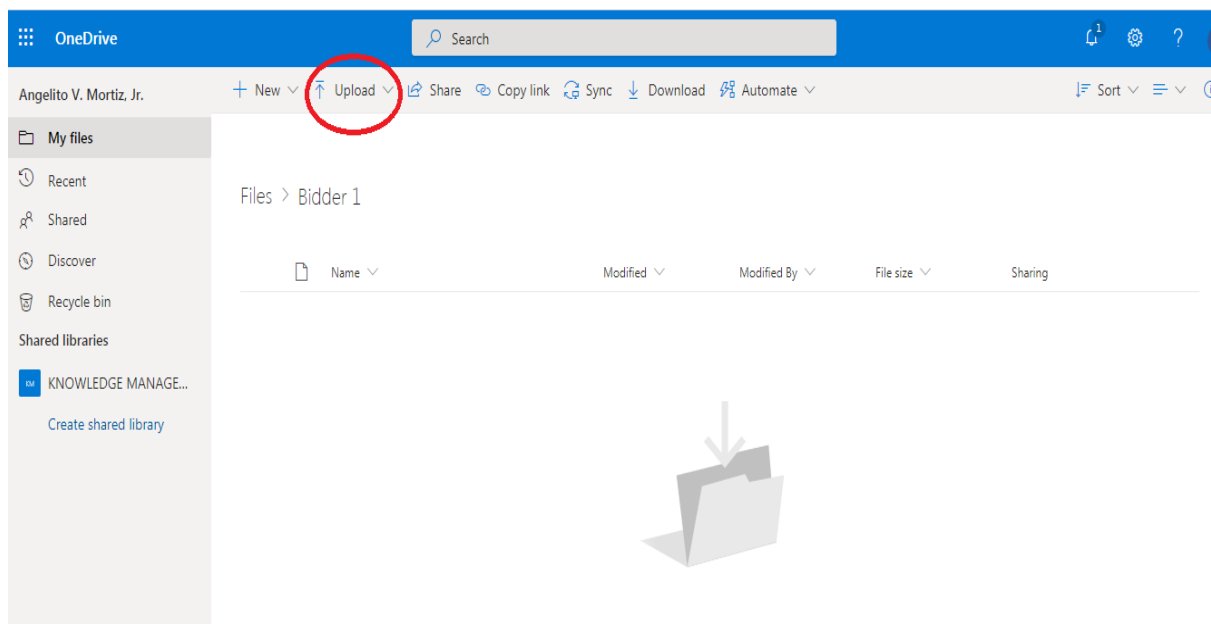 OneDrive
Search
1
?
Angelito V. Mortiz, Jr.
New Upload Share Copy link Sync Download Automate Sort
My files
Recent
Shared
Discover
Recycle bin
Shared libraries
KM KNOWLEDGE MANAGE...
Create shared library
Files > Bidder 1
Name Modified Modified By File size Sharing